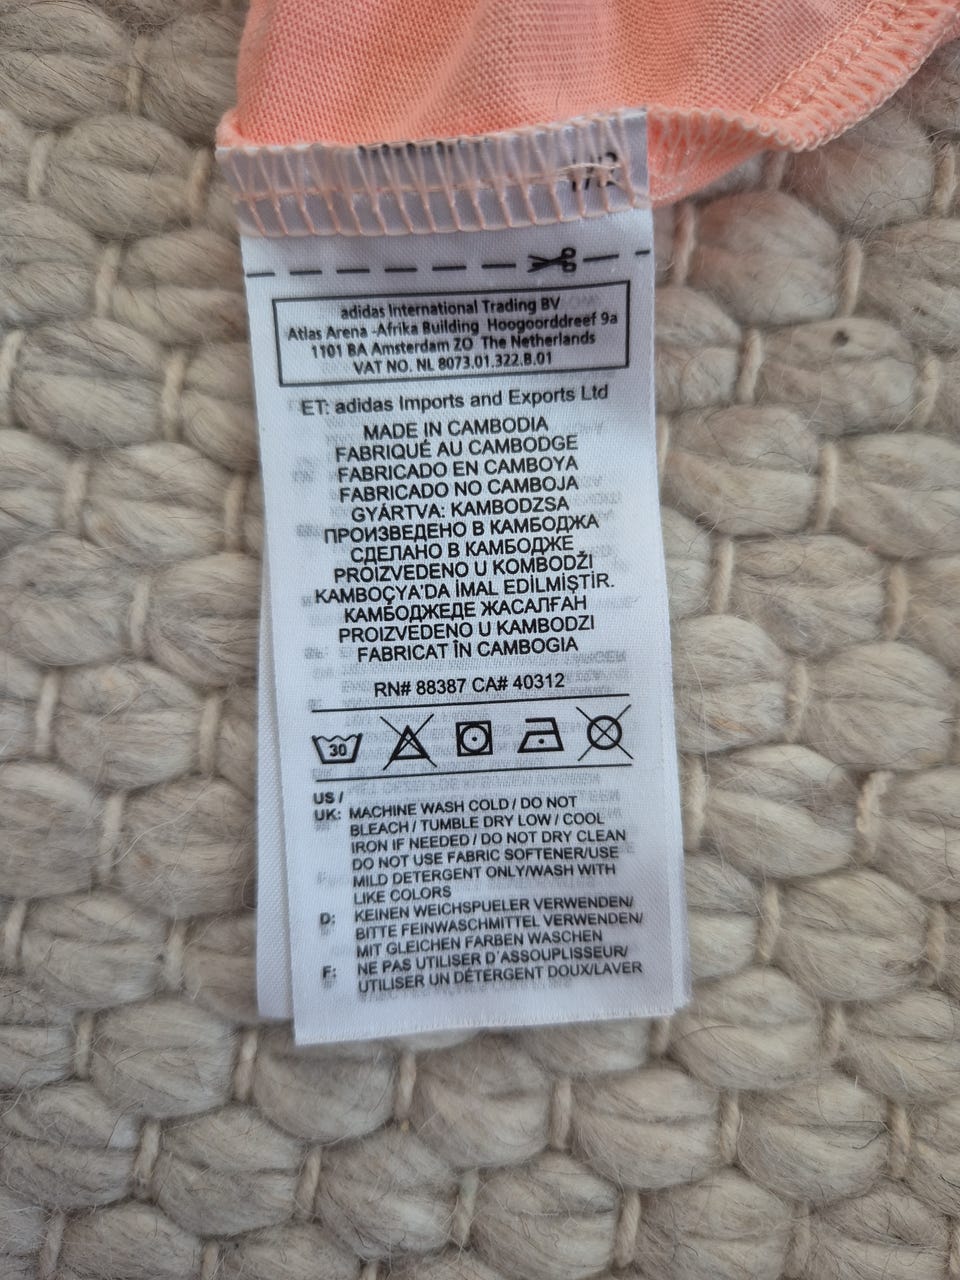 adidas International Trading BV
Atlas Arena -Afrika Building Hoogoorddreef 9a
1101 BA Amsterdam ZO The Netherlands
VAT NO. NL 8073.01.322.B.01
ET: adidas Imports and Exports Ltd
MADE IN CAMBODIA
FABRIQUÉ AU CAMBODGE
FABRICADO EN CAMBOYA
FABRICADO NO CAMBOJA
GYÁRTVA: KAMBODZSA
ПРОИЗВЕДЕНО В КАМБОДЖА
СДЕЛАНО В КАМБОДЖЕ
PROIZVEDENO U KOMBODŽI
KAMBOÇYA'DA İMAL EDİLMİŞTİR.
КАМБОДЖЕДЕ ЖАСАЛҒАН
PROIZVEDENO U KAMBODZI
FABRICAT ÎN CAMBOGIA
RN# 88387 CA# 40312
30
US /
UK: MACHINE WASH COLD / DO NOT
BLEACH / TUMBLE DRY LOW / COOL
IRON IF NEEDED / DO NOT DRY CLEAN
DO NOT USE FABRIC SOFTENER/USE
MILD DETERGENT ONLY/WASH WITH
LIKE COLORS
D: KEINEN WEICHSPUELER VERWENDEN/
BITTE FEINWASCHMITTEL VERWENDEN/
MIT GLEICHEN FARBEN WASCHEN
F: NE PAS UTILISER D'ASSOUPLISSEUR/
UTILISER UN DÉTERGENT DOUX/LAVER